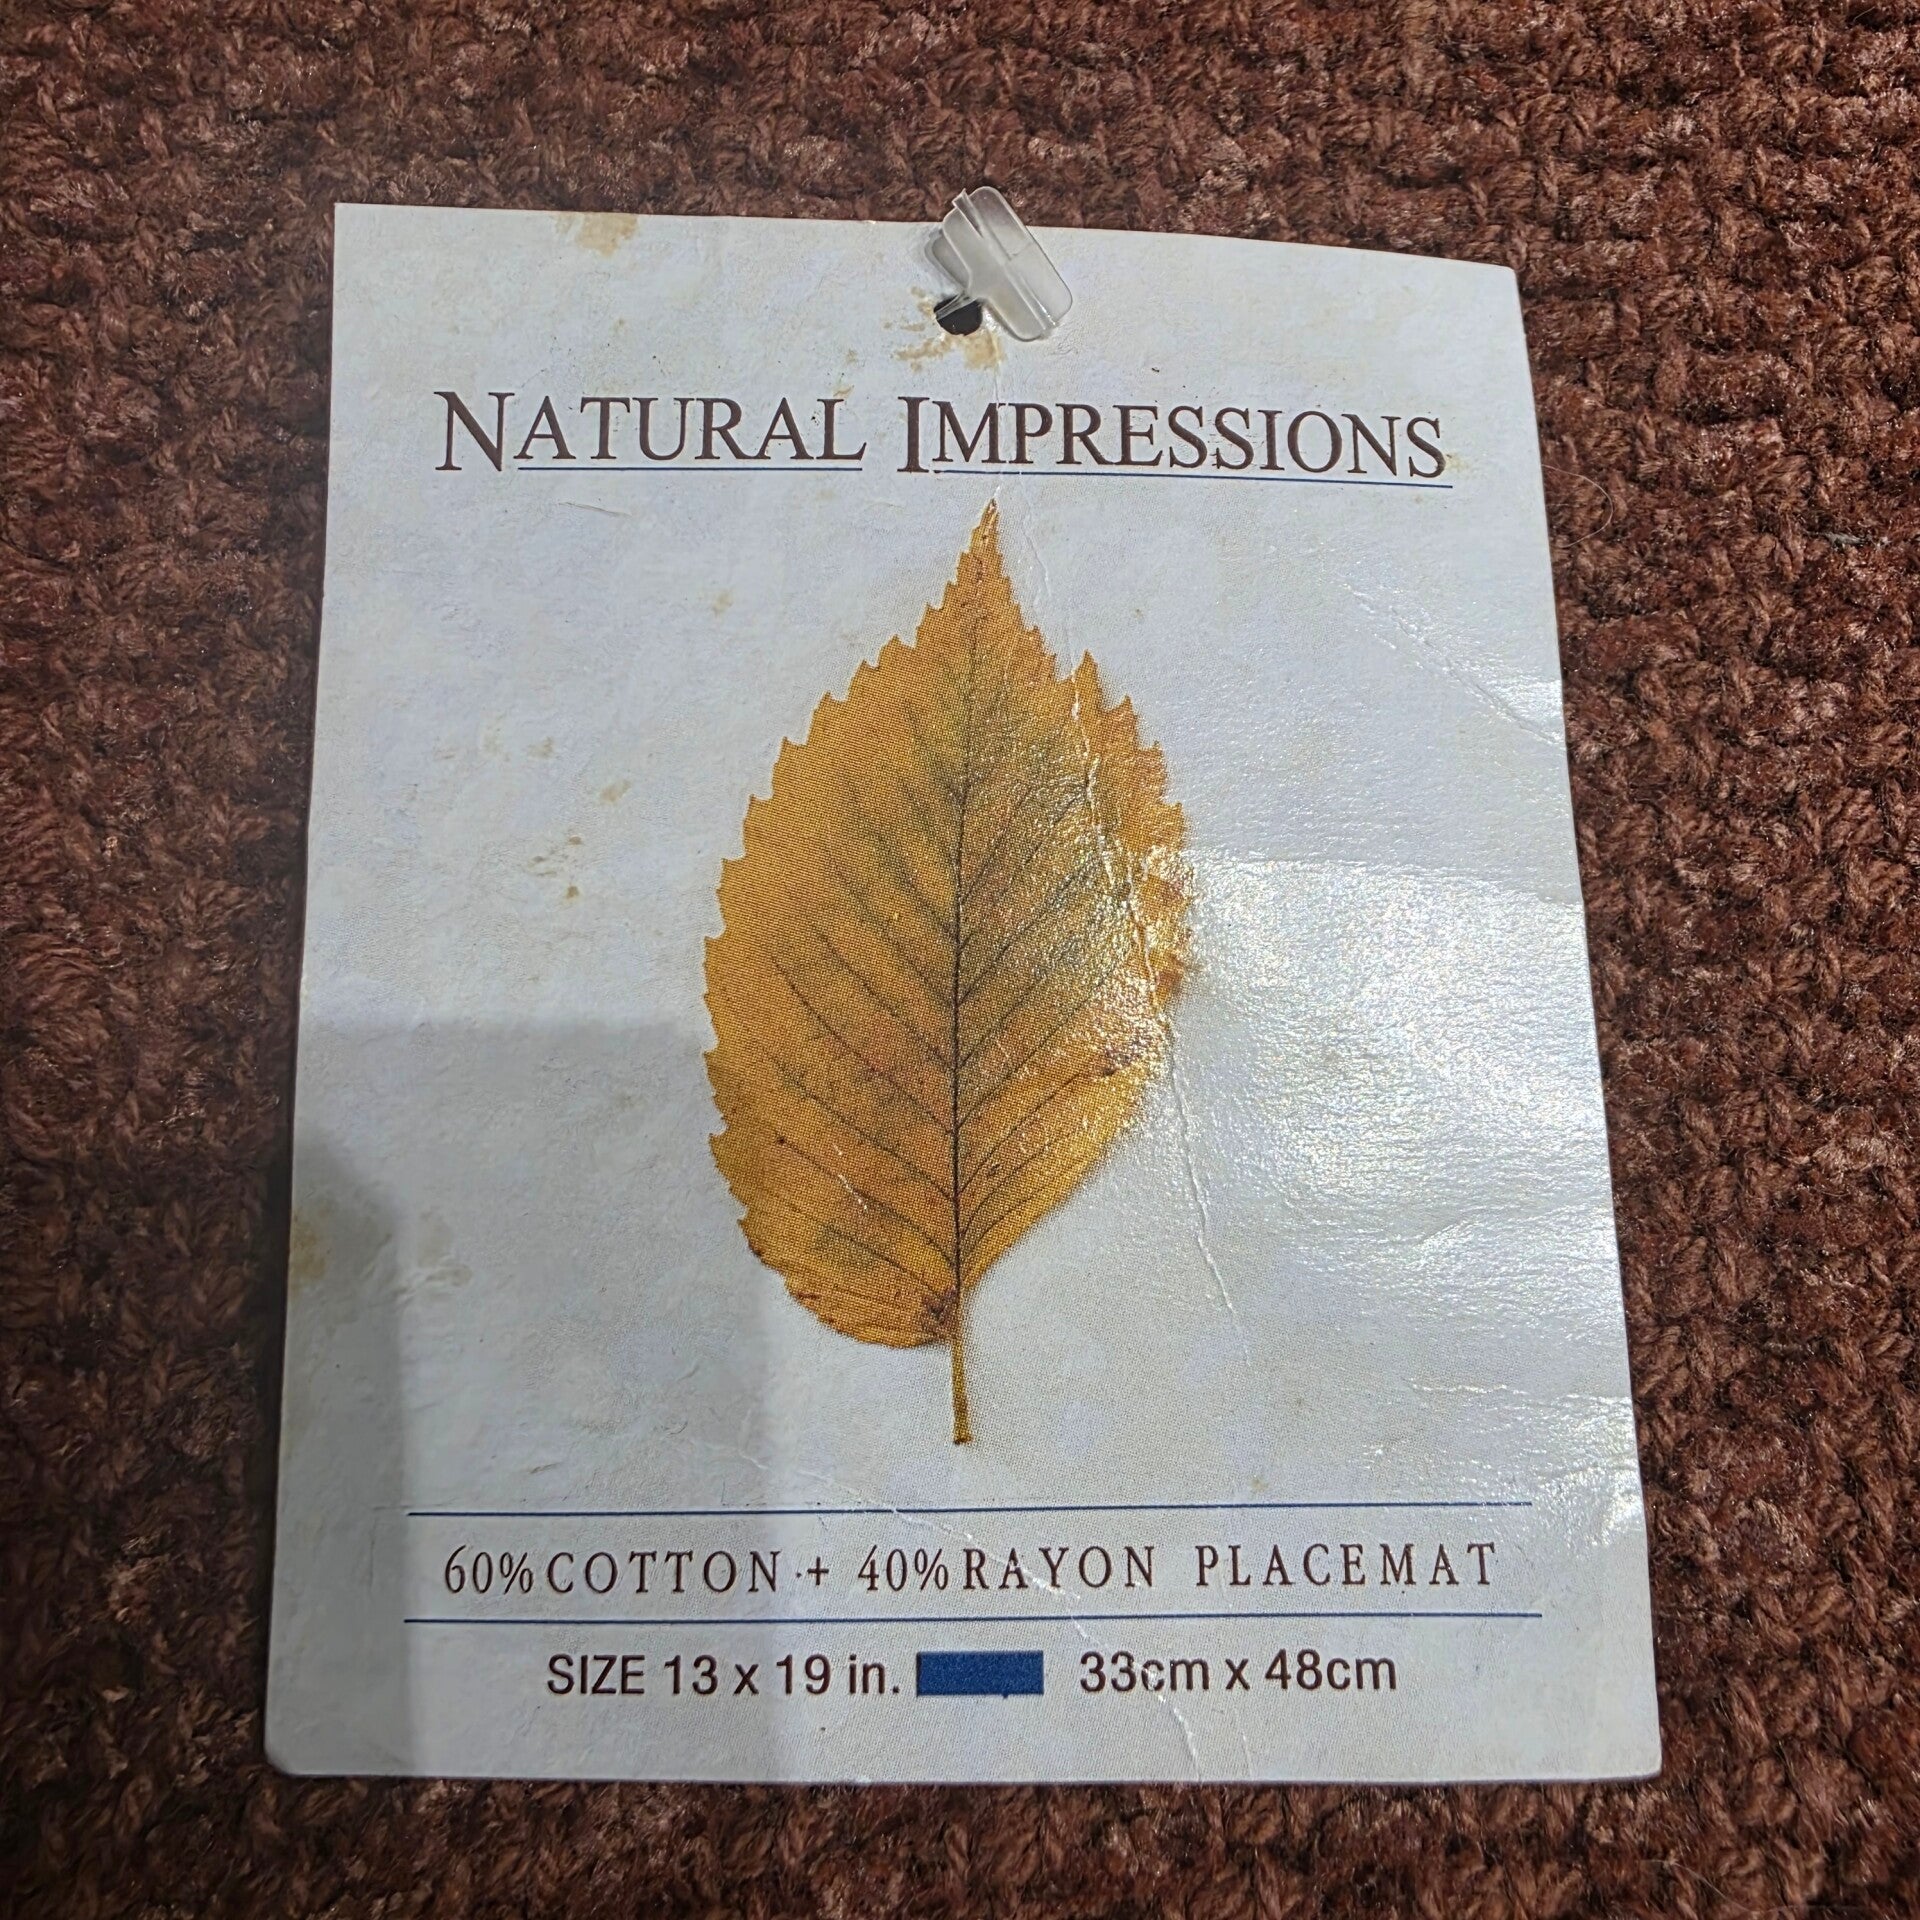 NATURAL IMPRESSIONS
60% COTTON + 40% RAYON PLACEMAT
SIZE 13 x 19 in. 33cm x 48cm